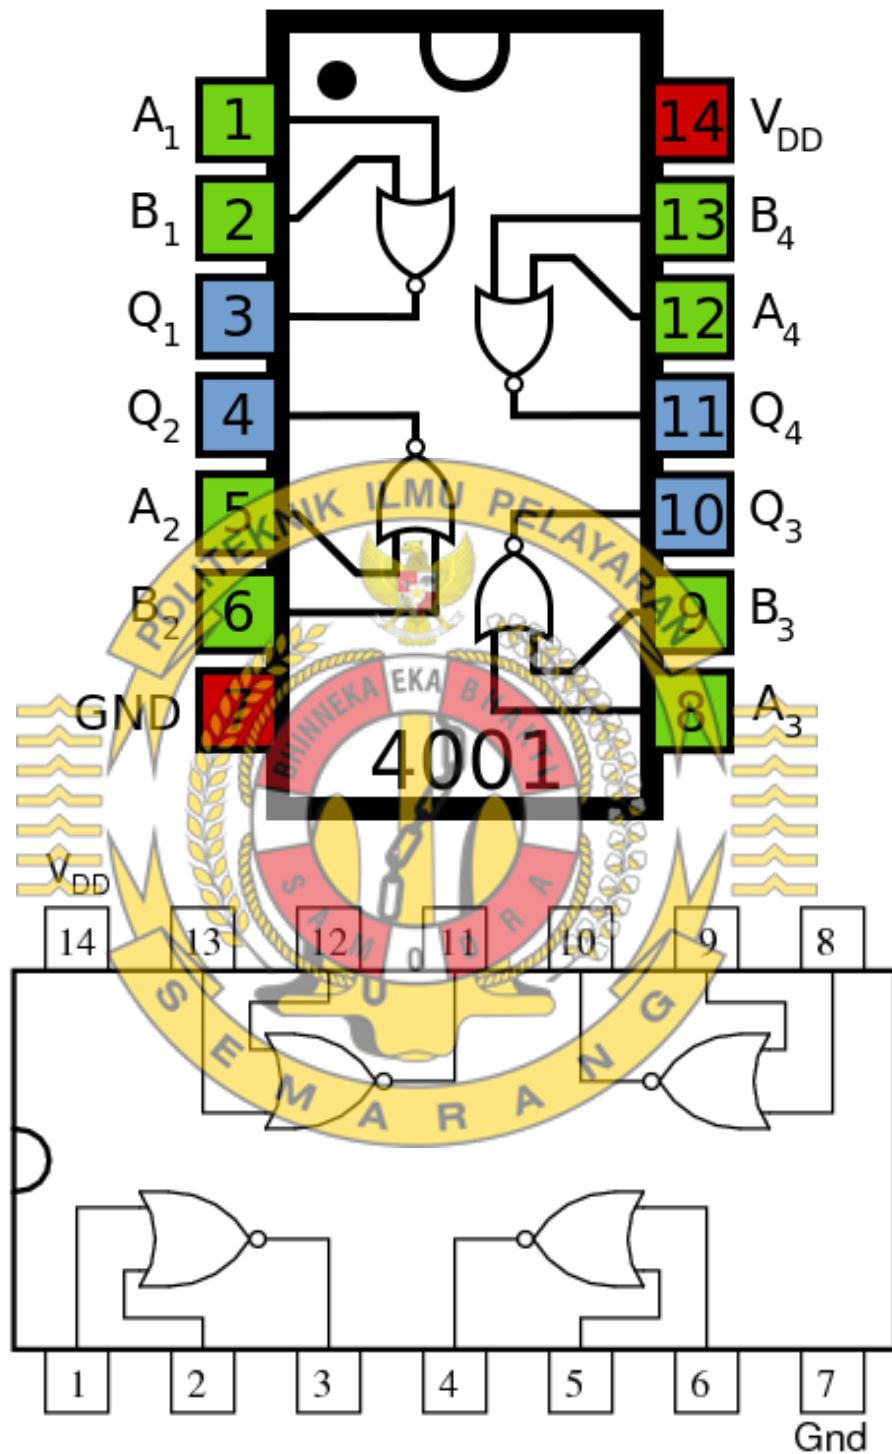 A1 1 14 VDD
B1 2 13 B4
Q1 3 12 A4
Q2 4 11 Q4
A2 5 10 Q3
B2 6 9 B3
GND 7 8 A3
4001
POLITEKNIK ILMU PELAYARAN
BHINNEKA EKA BHAKTI
SAMUDRA
SEMARANG
VDD
14 13 12 11 10 9 8
1 2 3 4 5 6 7
Gnd